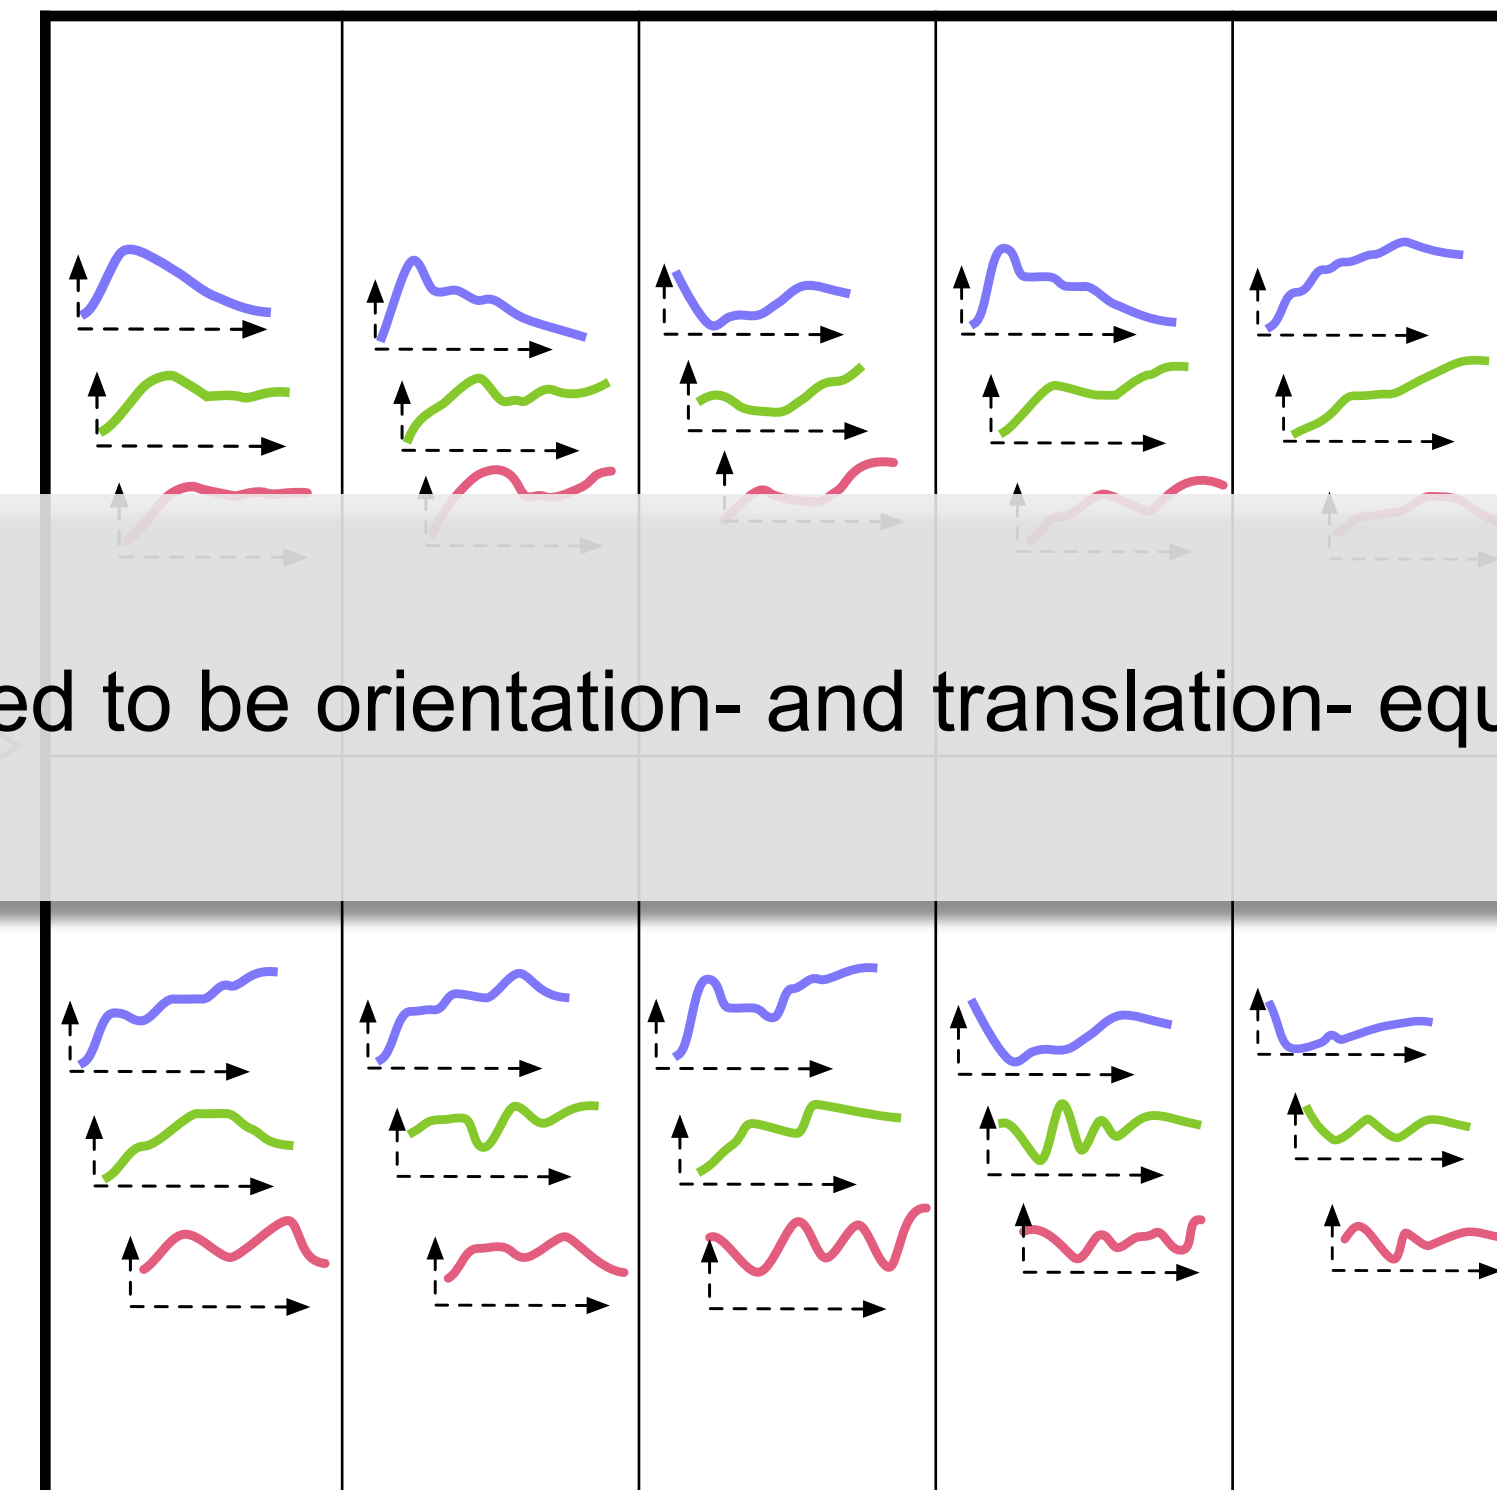 ed to be orientation- and translation- equ